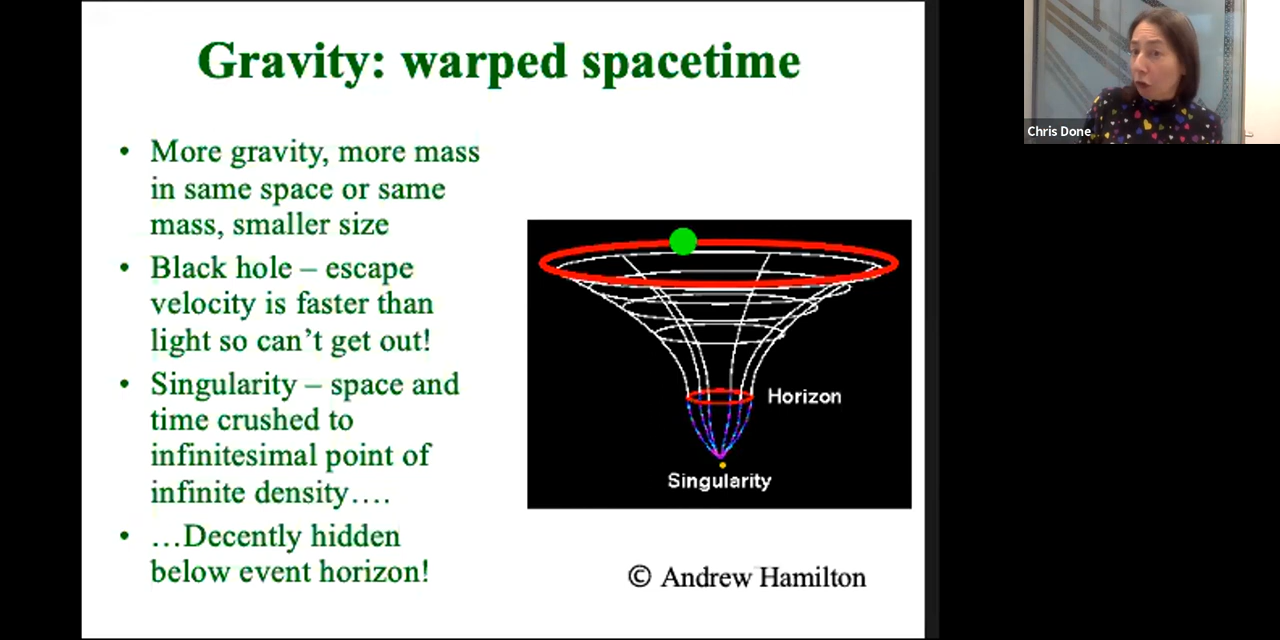 Gravity: warped spacetime
• More gravity, more mass
in same space or same
mass, smaller size
• Black hole – escape
velocity is faster than
light so can’t get out!
• Singularity – space and
time crushed to
infinitesimal point of
infinite density….
• …Decently hidden
below event horizon!
Horizon
Singularity
© Andrew Hamilton
Chris Done